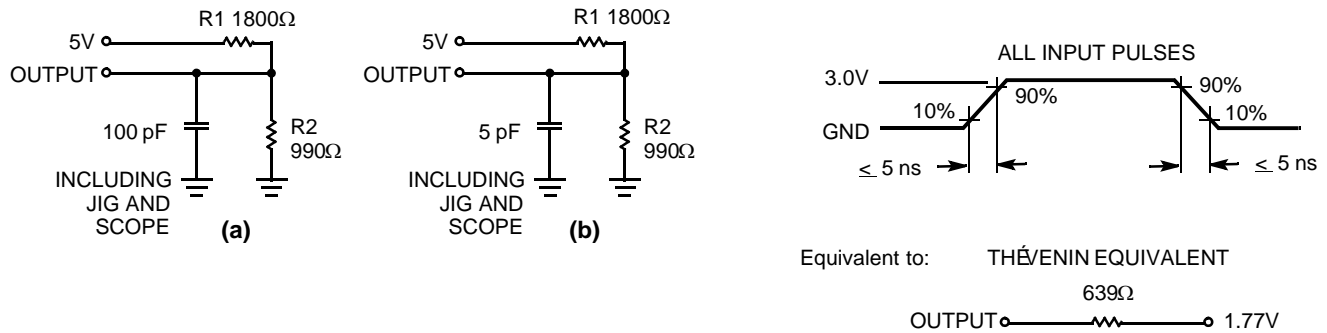 R1 1800Ω
5V
OUTPUT
100 pF
R2
990Ω
INCLUDING
JIG AND
SCOPE
(a)
R1 1800Ω
5V
OUTPUT
5 pF
R2
990Ω
INCLUDING
JIG AND
SCOPE
(b)
ALL INPUT PULSES
3.0V
90%
90%
10%
10%
GND
≤ 5 ns
≤ 5 ns
Equivalent to: THÉVENIN EQUIVALENT
639Ω
OUTPUT 1.77V